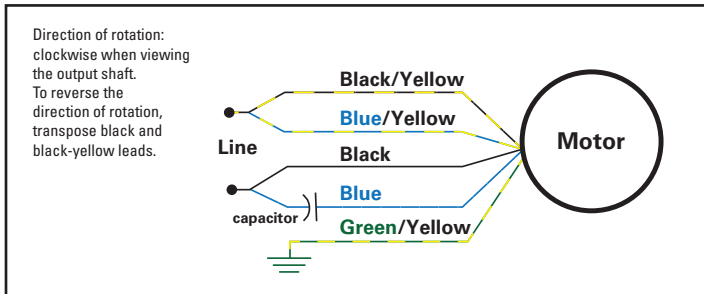 Direction of rotation:
clockwise when viewing
the output shaft.
To reverse the
direction of rotation,
transpose black and
black-yellow leads.
Black/Yellow
Blue/Yellow
Line
Black
Blue
capacitor
Green/Yellow
Motor